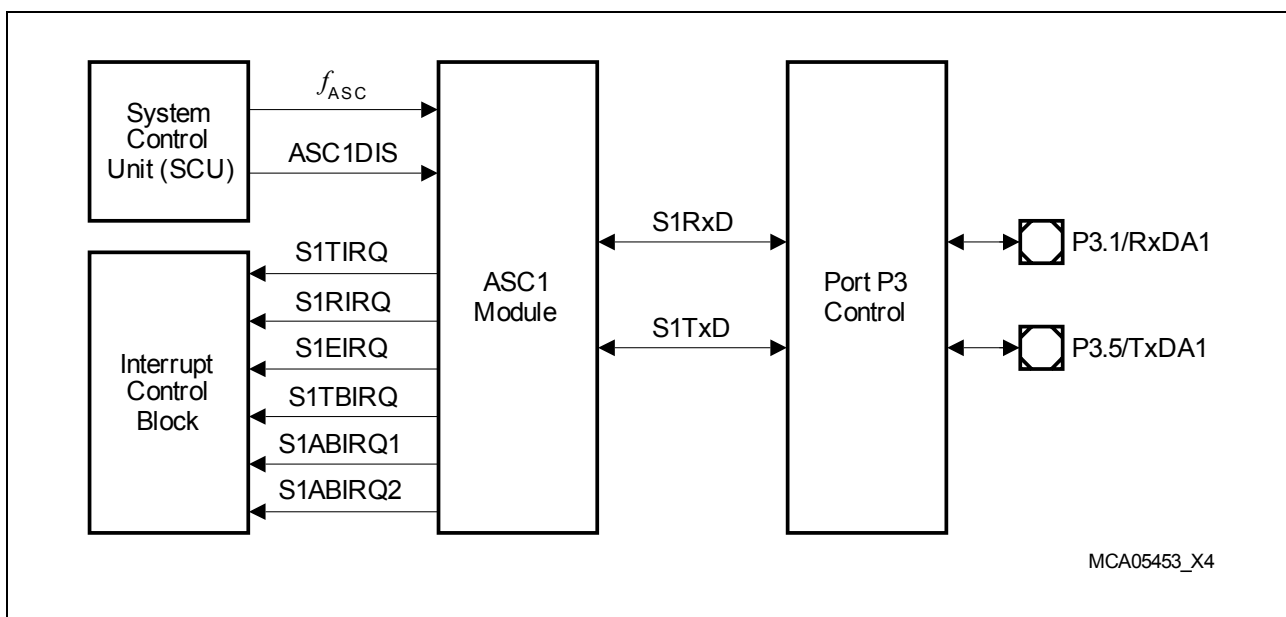 System
Control
Unit (SCU)
fASC
ASC1DIS
S1TIRQ
S1RIRQ
S1EIRQ
S1TBIRQ
S1ABIRQ1
S1ABIRQ2
Interrupt
Control
Block
ASC1
Module
S1RxD
S1TxD
Port P3
Control
P3.1/RxDA1
P3.5/TxDA1
MCA05453_X4